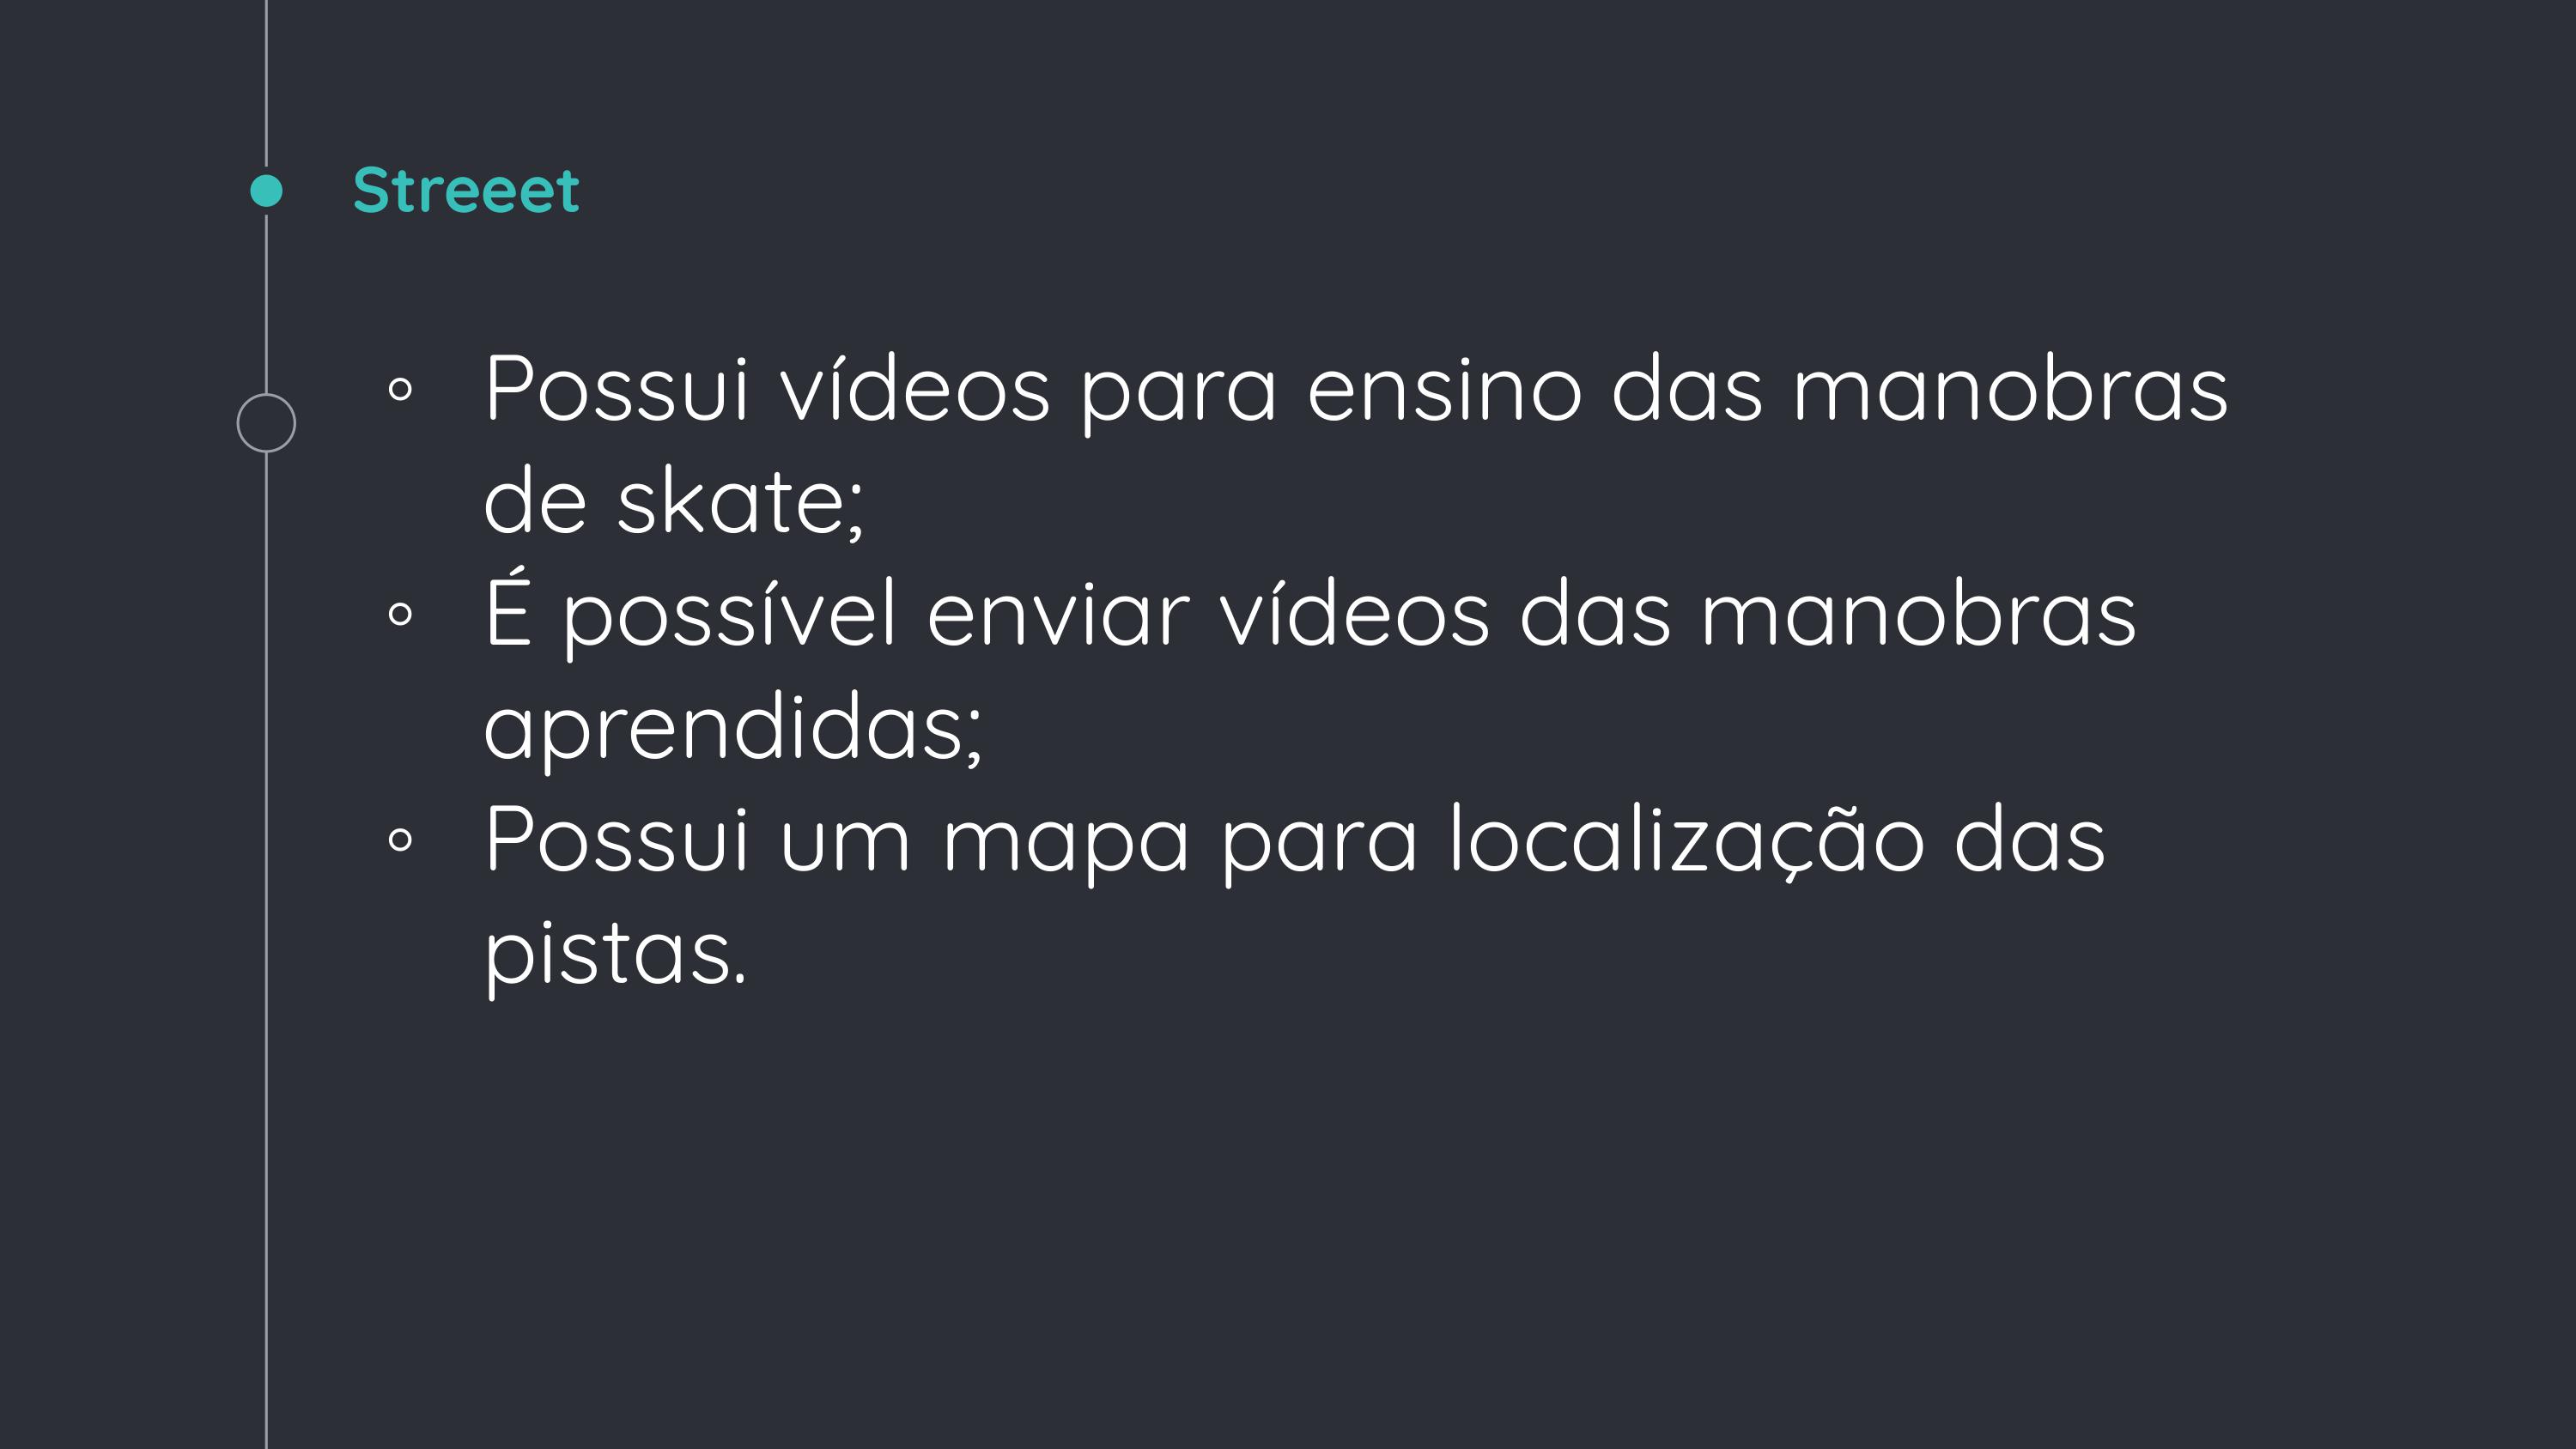 Streeet
◦ Possui vídeos para ensino das manobras
de skate;
◦ É possível enviar vídeos das manobras
aprendidas;
◦ Possui um mapa para localização das
pistas.